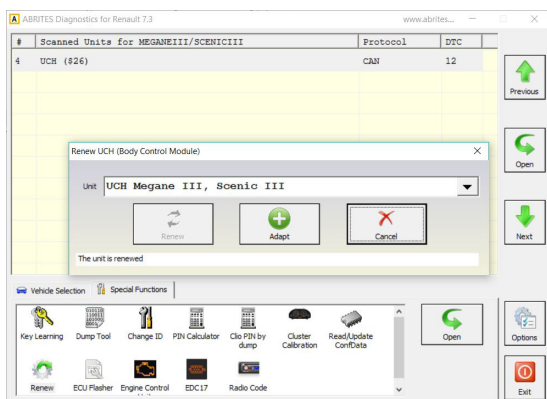 ABRITES Diagnostics for Renault 7.3 www.abrites...
# Scanned Units for MEGANEIII/SCENICIII Protocol DTC
4 UCH ($26) CAN 12
Previous
Renew UCH (Body Control Module)
Open
Unit UCH Megane III, Scenic III
Renew Adapt Cancel
Next
The unit is renewed
Vehicle Selection Special Functions
Key Learning Dump Tool Change ID PIN Calculator Clio PIN by dump Cluster Calibration Read/Update ConfData
Open Options
Renew ECU Flasher Engine Control EDC17 Radio Code
Exit